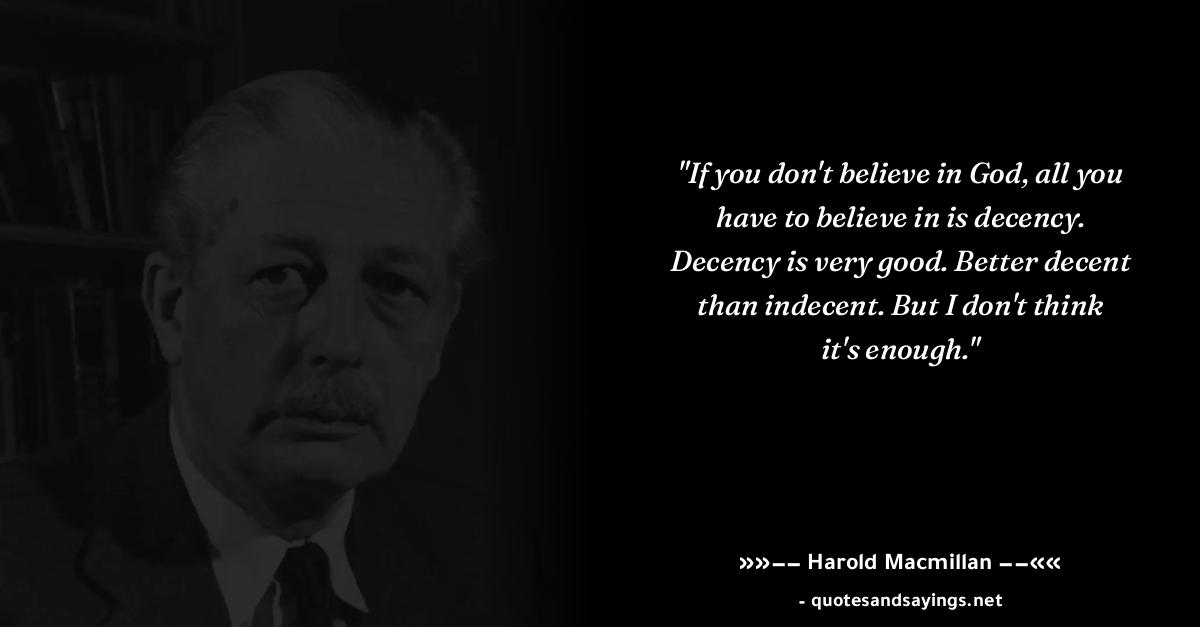 "If you don't believe in God, all you
have to believe in is decency.
Decency is very good. Better decent
than indecent. But I don't think
it's enough."
»»−− Harold Macmillan −−««
- quotesandsayings.net